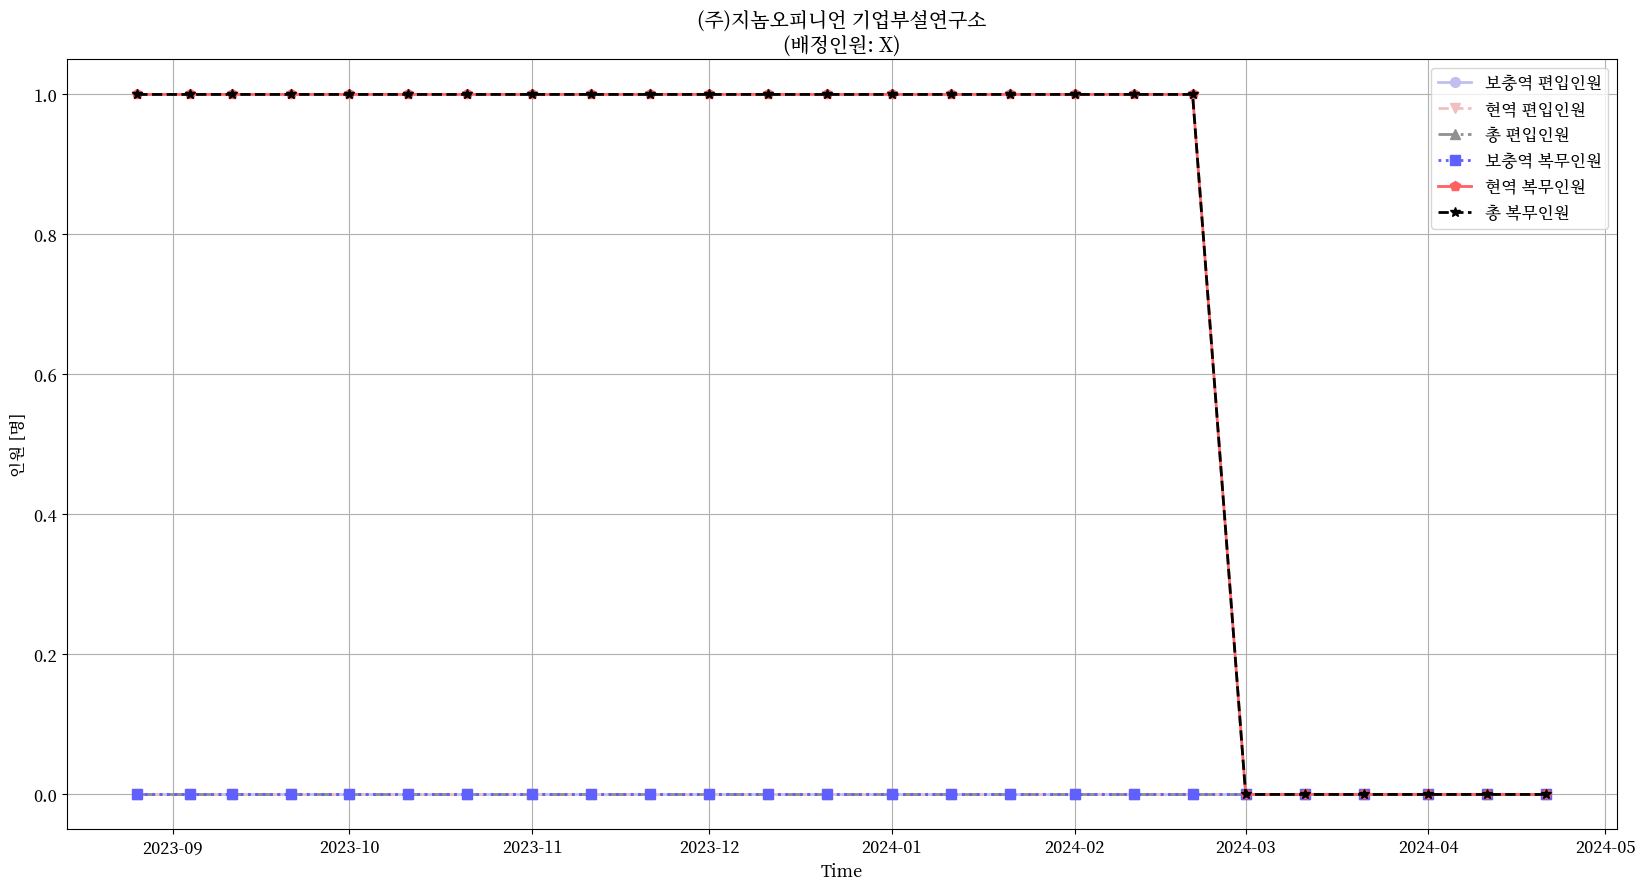 (주)지놈오피니언 기업부설연구소
(배정인원: X)
보충역 편입인원
현역 편입인원
총 편입인원
보충역 복무인원
현역 복무인원
총 복무인원
인원 [명]
1.0
0.8
0.6
0.4
0.2
0.0
2023-09
2023-10
2023-11
2023-12
2024-01
2024-02
2024-03
2024-04
2024-05
Time